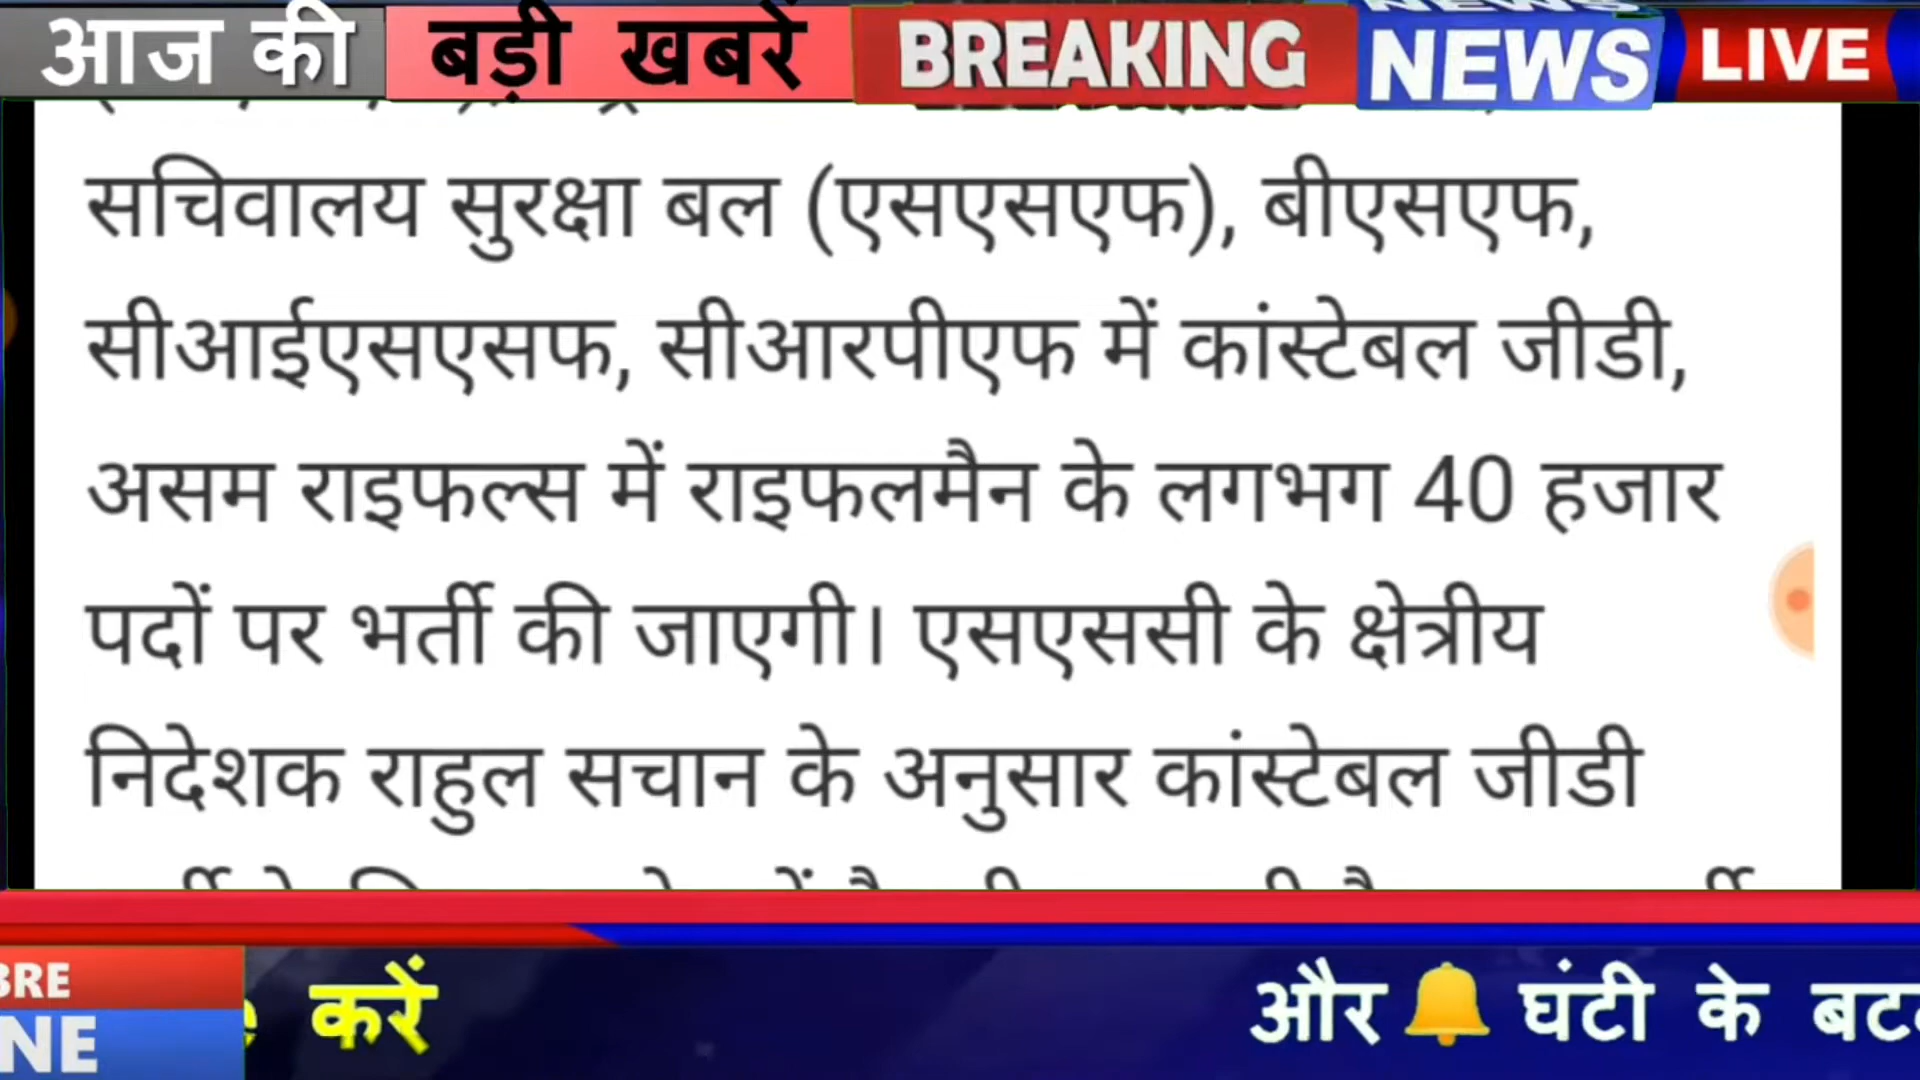 आज की बड़ी खबरें BREAKING NEWS LIVE
NEWS
सचिवालय सुरक्षा बल (एसएसएफ), बीएसएफ,
सीआईएसएसफ, सीआरपीएफ में कांस्टेबल जीडी,
असम राइफल्स में राइफलमैन के लगभग 40 हजार
पदों पर भर्ती की जाएगी। एसएससी के क्षेत्रीय
निदेशक राहुल सचान के अनुसार कांस्टेबल जीडी
करें और 🔔 घंटी के